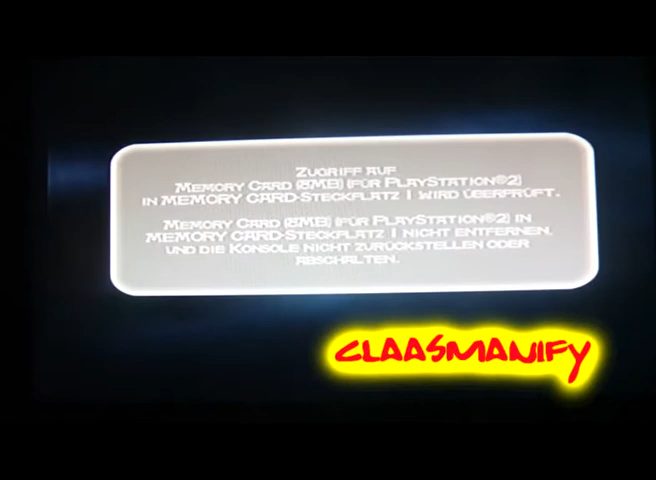 Zugriff auf
Memory Card (8MB) (für PlayStation®2)
in MEMORY CARD-Steckplatz 1 wird überprüft.
Memory Card (8MB) (für PlayStation®2) in
MEMORY CARD-Steckplatz 1 nicht entfernen,
und die Konsole nicht zurückstellen oder
abschalten.
CLAASMANIFY